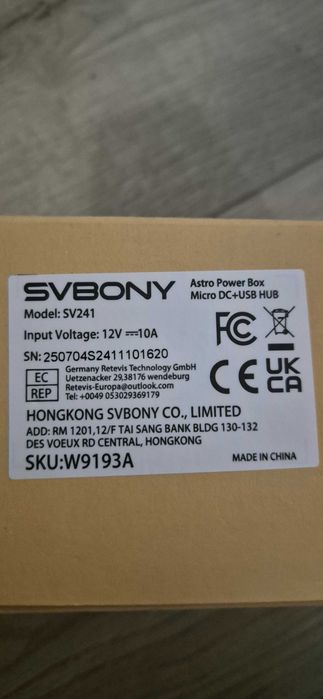 SVBONY
Astro Power Box
Micro DC+USB HUB
Model: SV241
Input Voltage: 12V⎓10A
SN: 250704S2411101620
FC
CE
UK
CA
EC
REP
Germany Retevis Technology GmbH
Uetzenacker 29,38176 wendeburg
Retevis-Europa@outlook.com
Tel: +0049 053029369179
HONGKONG SVBONY CO., LIMITED
ADD: RM 1201,12/F TAI SANG BANK BLDG 130-132
DES VOEUX RD CENTRAL, HONGKONG
SKU:W9193A
MADE IN CHINA